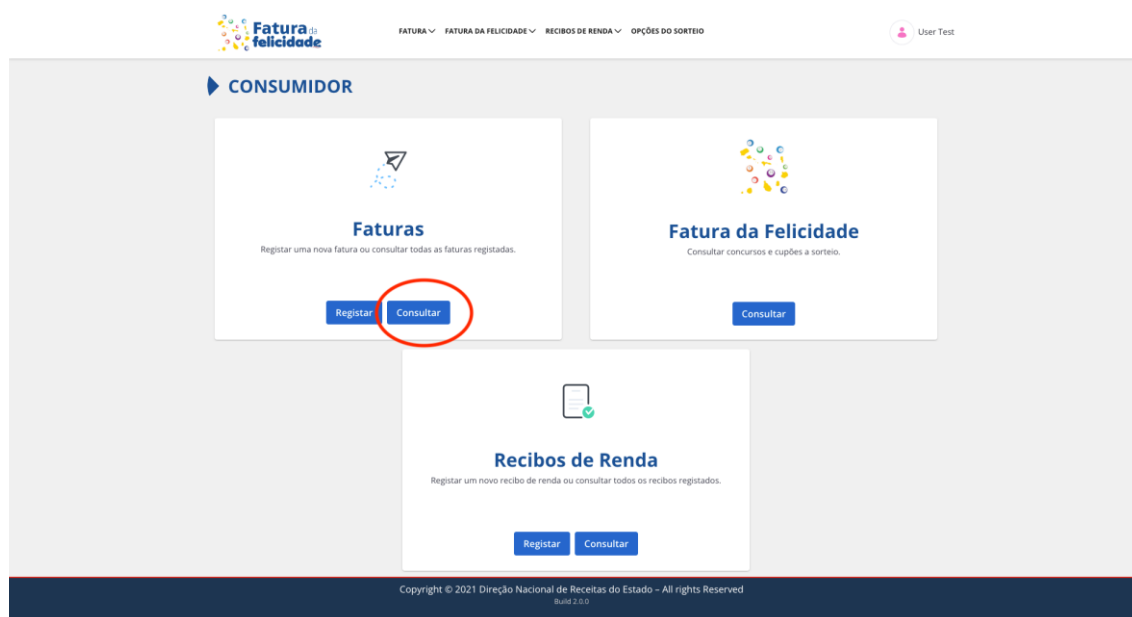 Fatura da
felicidade
FATURA FATURA DA FELICIDADE RECIBOS DE RENDA OPÇÕES DO SORTEIO
User Test
CONSUMIDOR
Faturas
Registar uma nova fatura ou consultar todas as faturas registadas.
Registar Consultar
Fatura da Felicidade
Consultar concursos e cupões a sorteio.
Consultar
Recibos de Renda
Registar um novo recibo de renda ou consultar todos os recibos registados.
Registar Consultar
Copyright © 2021 Direção Nacional de Receitas do Estado – All rights Reserved
Build 2.0.0